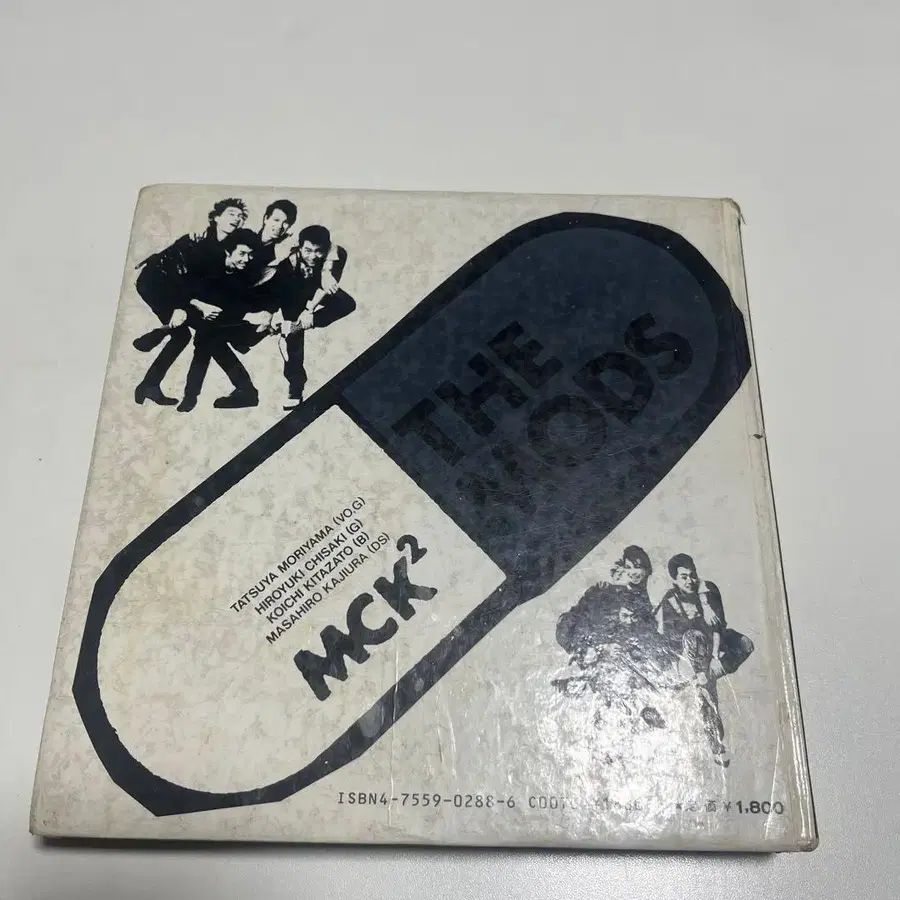 THE
MODS
TATSUYA MORIYAMA (VO.G)
HIROYUKI CHISAKI (G)
KOICHI KITAZATO (B)
MASAHIRO KAJIURA (DS)
MCK²
ISBN4-7559-0288-6 ¥1,800